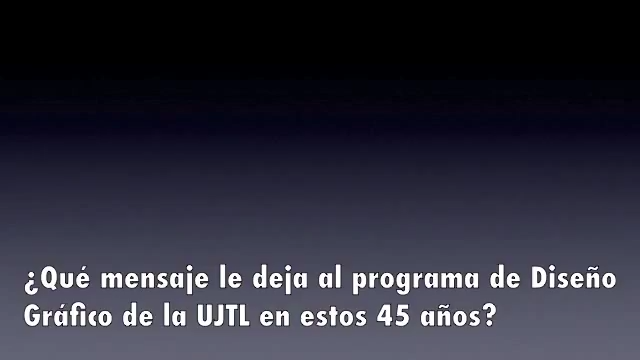 ¿Qué mensaje le deja al programa de Diseño
Gráfico de la UJTL en estos 45 años?